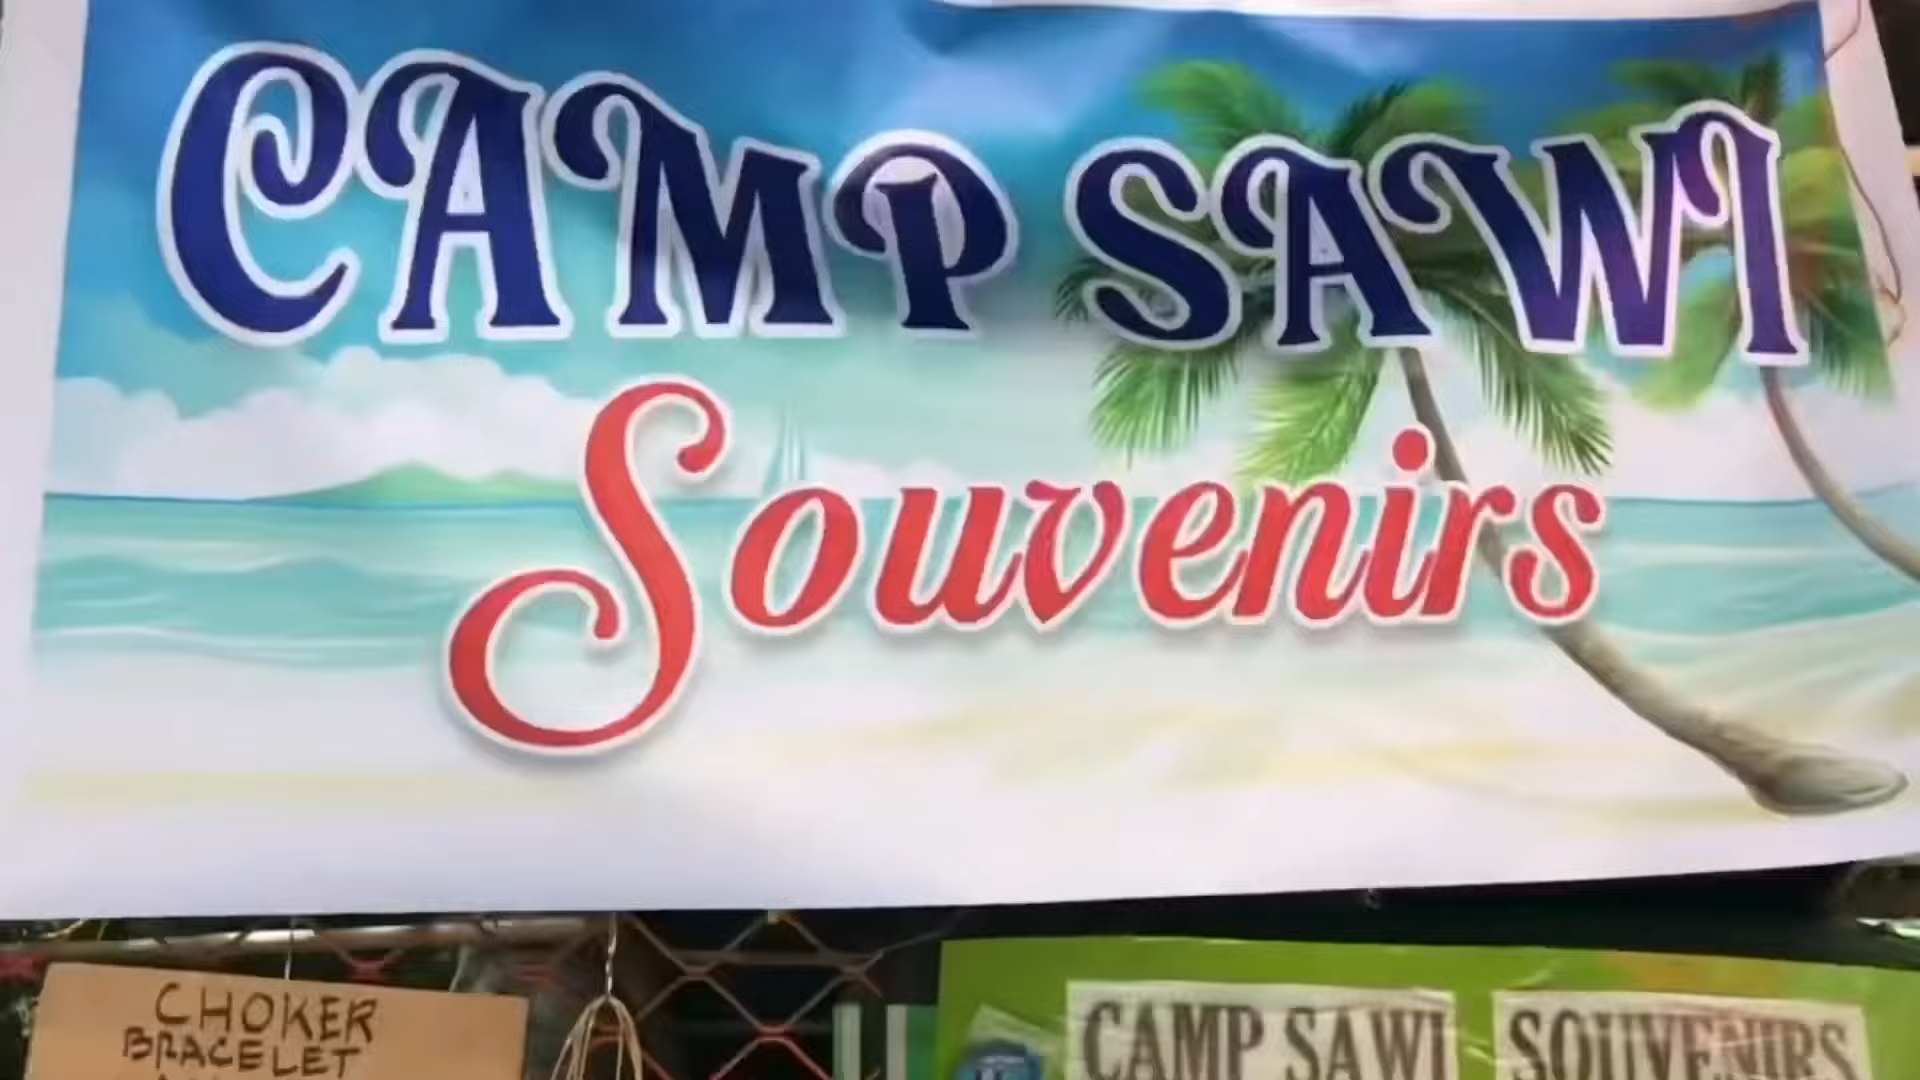 CAMP SAWI
Souvenirs
CHOKER
BRACELET
CAMP SAWI SOUVENIRS